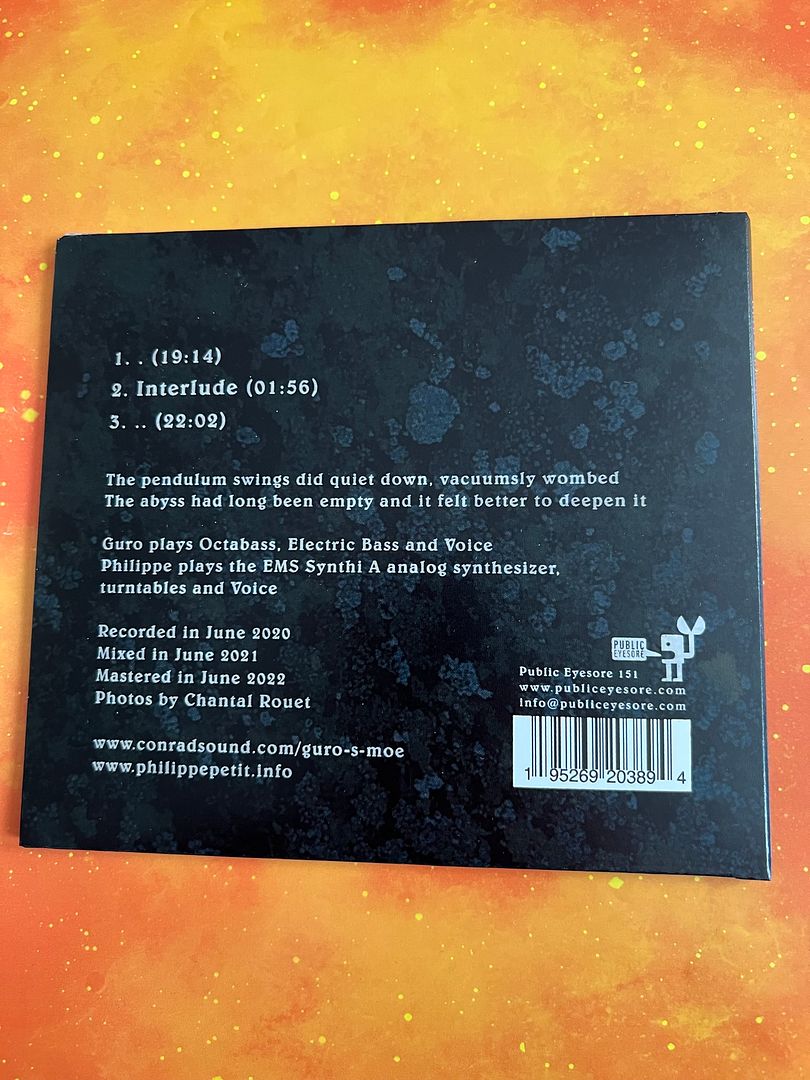 1. . (19:14)
2. Interlude (01:56)
3. .. (22:02)
The pendulum swings did quiet down, vacuumsly wombed
The abyss had long been empty and it felt better to deepen it
Guro plays Octabass, Electric Bass and Voice
Philippe plays the EMS Synthi A analog synthesizer,
turntables and Voice
Recorded in June 2020
Mixed in June 2021
Mastered in June 2022
Photos by Chantal Rouet
www.conradsound.com/guro-s-moe
www.philippepetit.info
PUBLIC
EYESORE
Public Eyesore 151
www.publiceyesore.com
info@publiceyesore.com
1 95269 20389 4